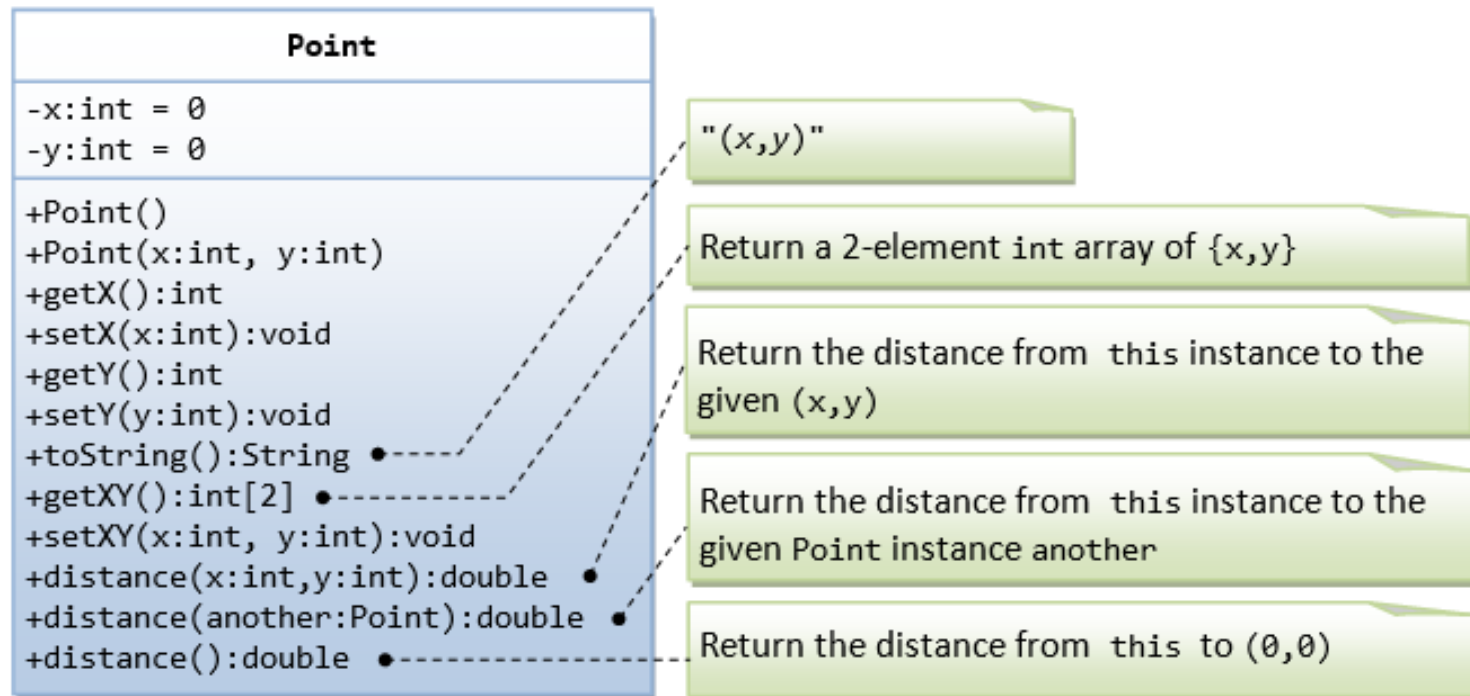 Point
-x:int = 0
-y:int = 0
+Point()
+Point(x:int, y:int)
+getX():int
+setX(x:int):void
+getY():int
+setY(y:int):void
+toString():String
+getXY():int[2]
+setXY(x:int, y:int):void
+distance(x:int,y:int):double
+distance(another:Point):double
+distance():double
"(x,y)"
Return a 2-element int array of {x,y}
Return the distance from this instance to the
given (x,y)
Return the distance from this instance to the
given Point instance another
Return the distance from this to (0,0)